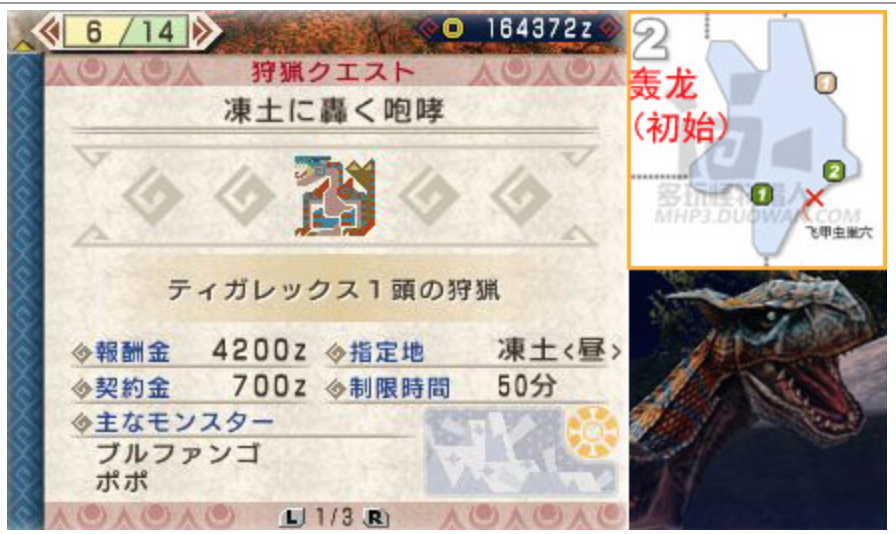 6/14
164372z
狩猟クエスト
凍土に轟く咆哮
ティガレックス1頭の狩猟
報酬金 4200z
指定地 凍土<昼>
契約金 700z
制限時間 50分
主なモンスター
ブルファンゴ
ポポ
L 1/3 R
2
轰龙
(初始)
1
2
1
多玩怪物猎人
MHP3.DUOWAN.COM
飞甲虫巢穴